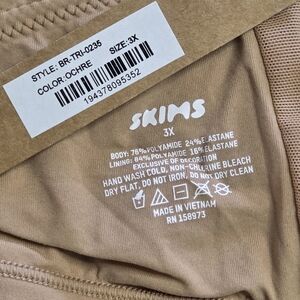 STYLE: BR-TRI-0235
COLOR:OCHRE SIZE:3X
194378095352
SKIMS
3X
BODY: 76% POLYAMIDE 24% ELASTANE
LINING: 84% POLYAMIDE 16% ELASTANE
EXCLUSIVE OF DECORATION
HAND WASH COLD, NON-CHLORINE BLEACH
DRY FLAT, DO NOT IRON, DO NOT DRY CLEAN
MADE IN VIETNAM
RN 158973